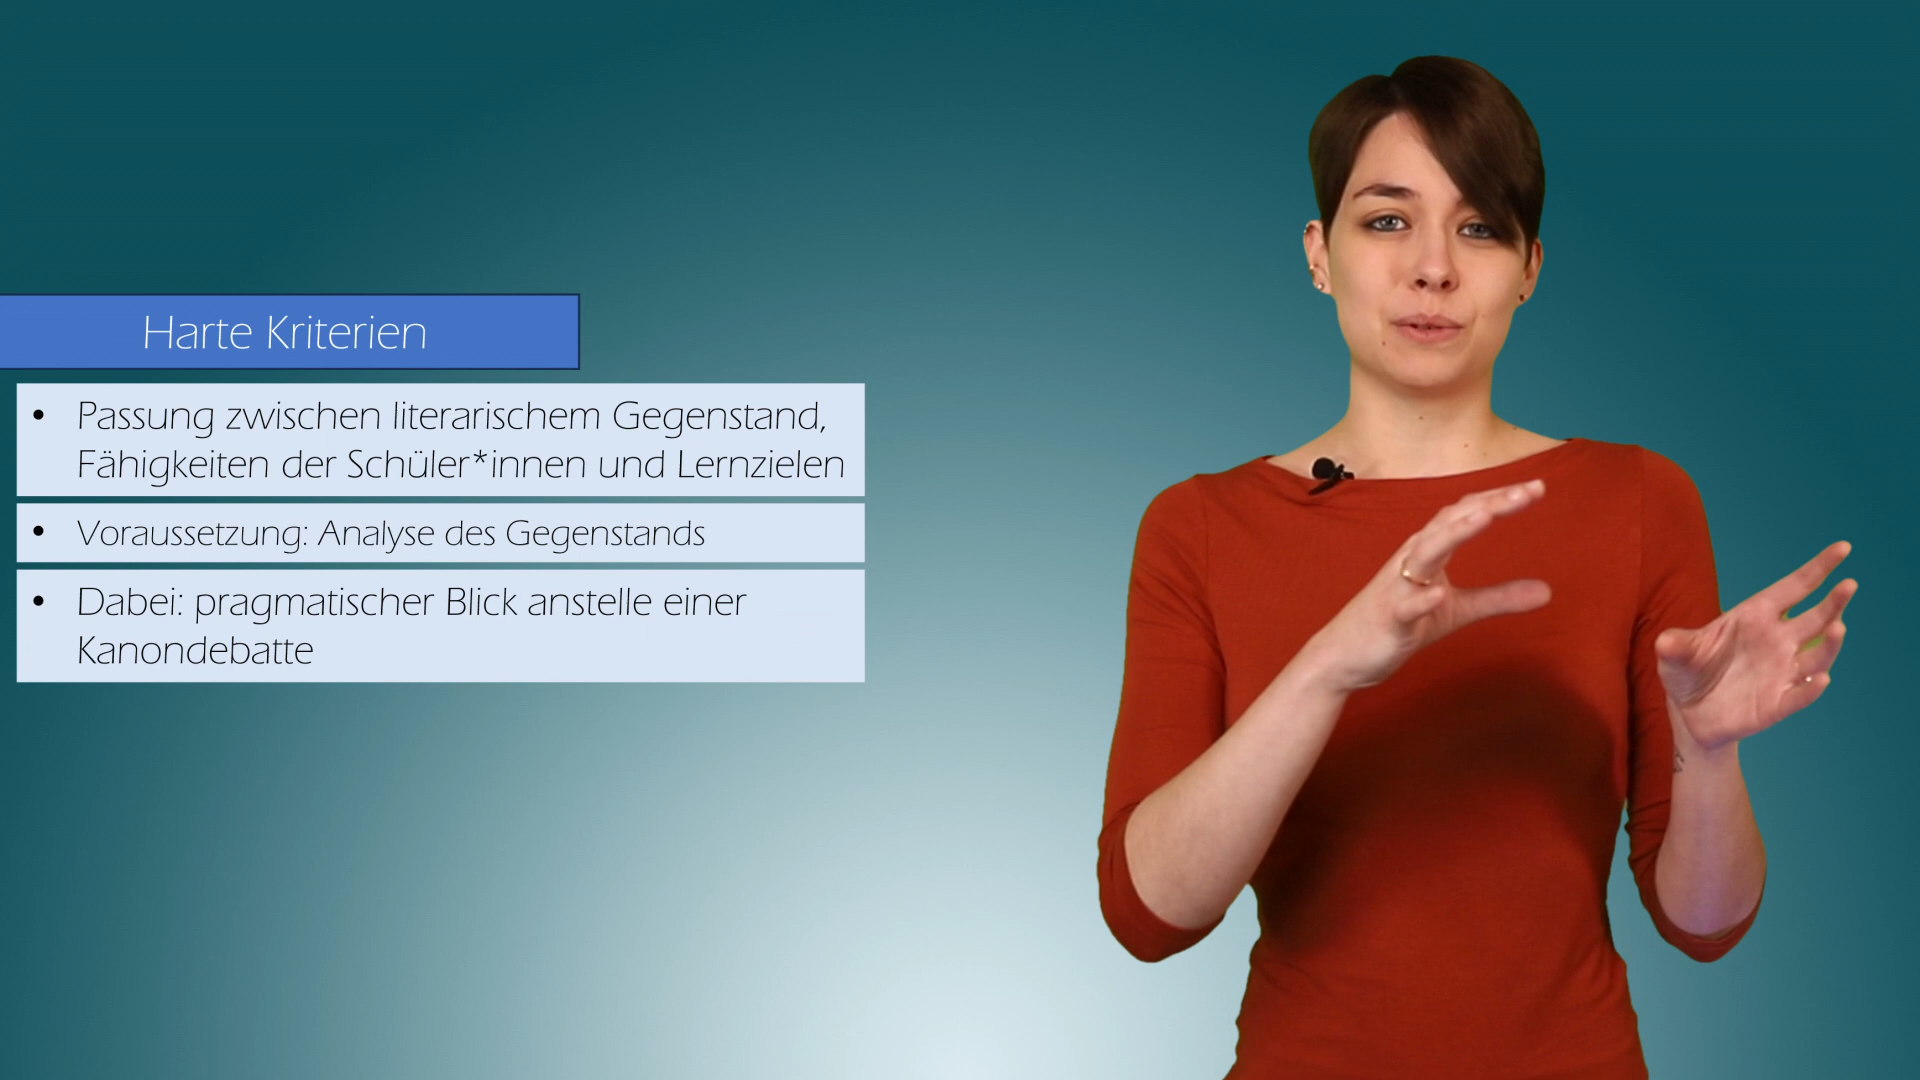 Harte Kriterien
• Passung zwischen literarischem Gegenstand,
Fähigkeiten der Schüler*innen und Lernzielen
• Voraussetzung: Analyse des Gegenstands
• Dabei: pragmatischer Blick anstelle einer
Kanondebatte